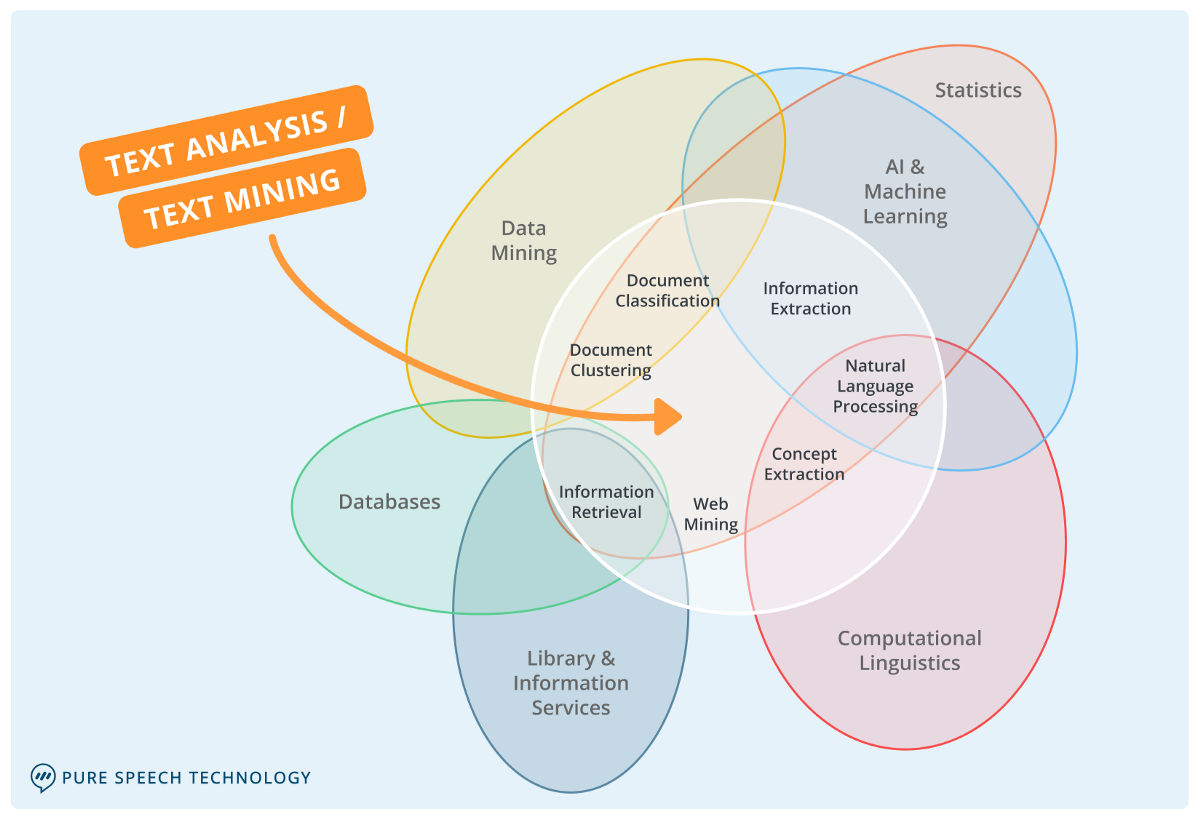 TEXT ANALYSIS /
TEXT MINING
Statistics
AI &
Machine
Learning
Data
Mining
Document
Classification
Information
Extraction
Document
Clustering
Natural
Language
Processing
Concept
Extraction
Databases
Information
Retrieval
Web
Mining
Computational
Linguistics
Library &
Information
Services
PURE SPEECH TECHNOLOGY